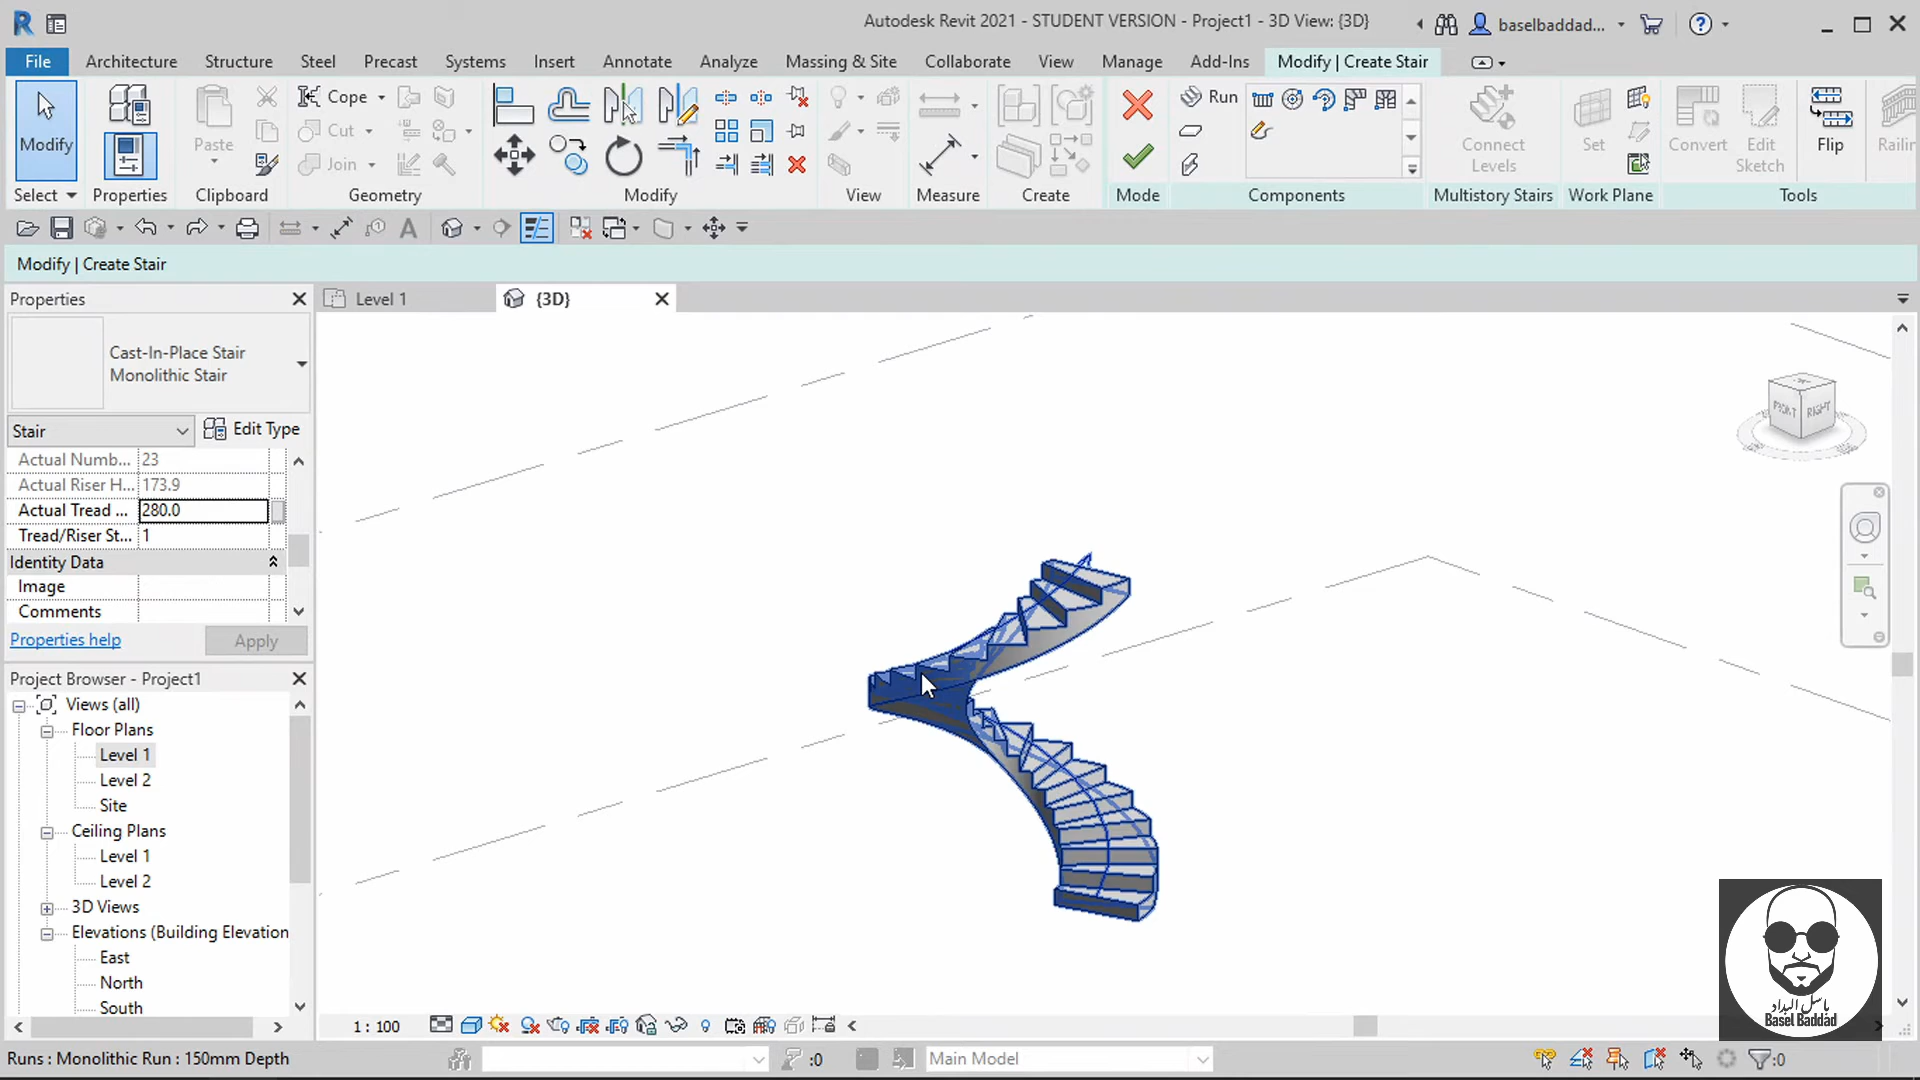 Autodesk Revit 2021 - STUDENT VERSION - Project1 - 3D View: {3D}
baselbaddad...
File Architecture Structure Steel Precast Systems Insert Annotate Analyze Massing & Site Collaborate View Manage Add-Ins Modify | Create Stair
Modify
Select
Properties
Paste
Clipboard
Cope
Cut
Join
Geometry
Modify
View
Measure
Create
Mode
Run
Components
Connect
Levels
Multistory Stairs
Set
Work Plane
Convert
Edit
Sketch
Flip
Railin
Tools
Modify | Create Stair
Properties
Level 1
{3D}
Cast-In-Place Stair
Monolithic Stair
Stair
Edit Type
Actual Numb... 23
Actual Riser H... 173.9
Actual Tread ... 280.0
Tread/Riser St... 1
Identity Data
Image
Comments
Properties help
Apply
Project Browser - Project1
Views (all)
Floor Plans
Level 1
Level 2
Site
Ceiling Plans
Level 1
Level 2
3D Views
Elevations (Building Elevation
East
North
South
FRONT
RIGHT
باسل البداد
Basel Baddad
1 : 100
Runs : Monolithic Run : 150mm Depth
:0
Main Model
:0